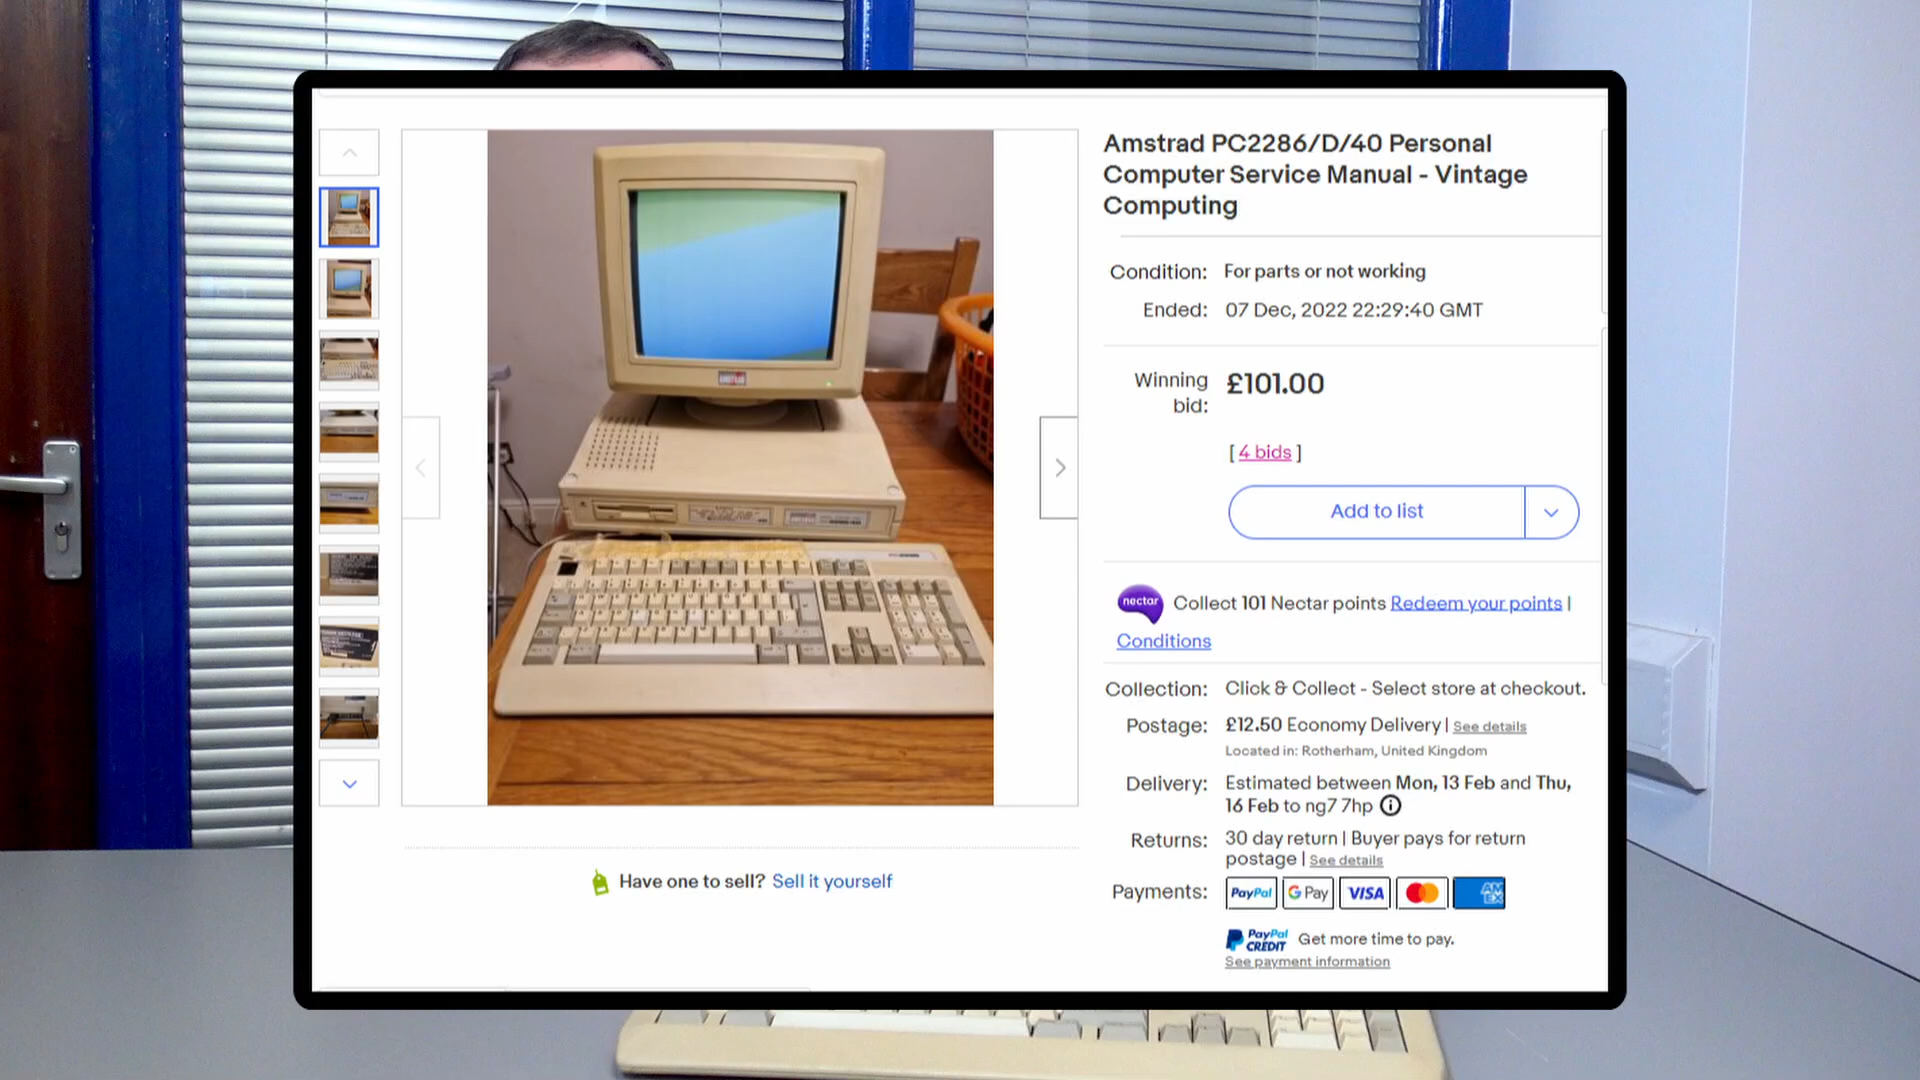 Amstrad PC2286/D/40 Personal
Computer Service Manual - Vintage
Computing
Condition: For parts or not working
Ended: 07 Dec, 2022 22:29:40 GMT
Winning bid: £101.00
[ 4 bids ]
Add to list
nectar Collect 101 Nectar points Redeem your points |
Conditions
Collection: Click & Collect - Select store at checkout.
Postage: £12.50 Economy Delivery | See details
Located in: Rotherham, United Kingdom
Delivery: Estimated between Mon, 13 Feb and Thu,
16 Feb to ng7 7hp
Returns: 30 day return | Buyer pays for return
postage | See details
Payments: PayPal G Pay VISA AMEX
PayPal CREDIT Get more time to pay.
See payment information
Have one to sell? Sell it yourself
AMSTRAD